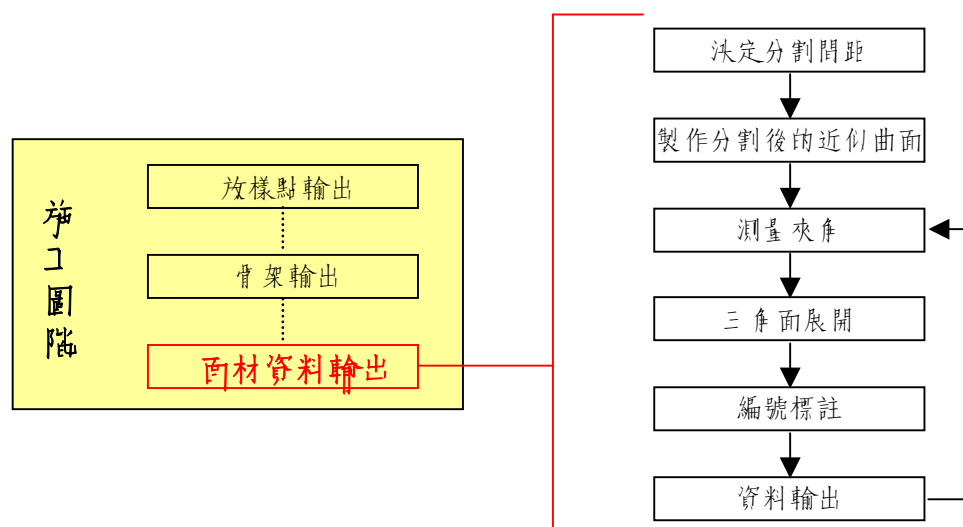 施工圖階
放樣點輸出
骨架輸出
面材資料輸出
決定分割間距
製作分割後的近似曲面
測量夾角
三角面展開
編號標註
資料輸出